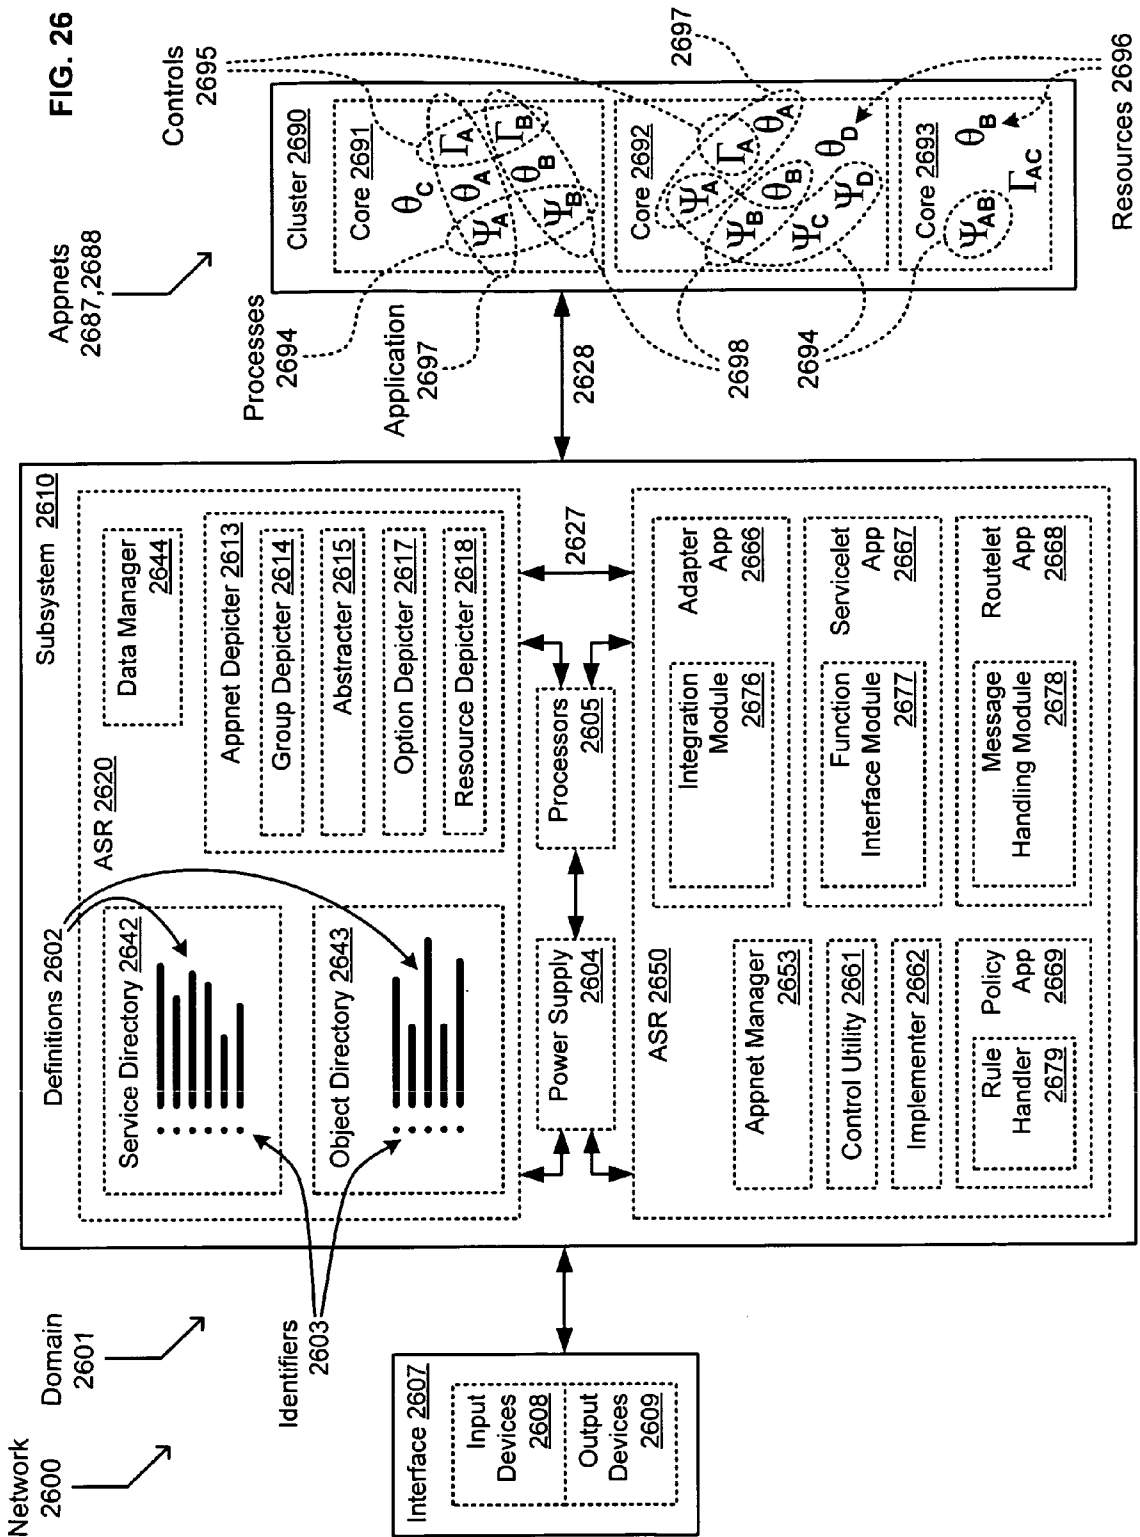 FIG. 26
Network
2600
Domain
2601
Appnets
2687,2688
Interface 2607
Input
Devices
2608
Output
Devices
2609
Identifiers
2603
Definitions 2602
Subsystem 2610
ASR 2620
Service Directory 2642
Object Directory 2643
Data Manager
2644
Appnet Depicter 2613
Group Depicter 2614
Abstracter 2615
Option Depicter 2617
Resource Depicter 2618
Power Supply
2604
Processors
2605
2627
2628
ASR 2650
Appnet Manager
2653
Control Utility 2661
Implementer 2662
Policy
App
2669
Rule
Handler
2679
Adapter
App
2666
Integration
Module
2676
Servicelet
App
2667
Function
Interface Module
2677
Routelet
App
2668
Message
Handling Module
2678
Processes
2694
Application
2697
Controls
2695
Cluster 2690
Core 2691
θC
ΨA θA ΓA
ΨB θB ΓB
Core 2692
ΨA ΓA θA
ΨB θB
ΨC θD
ΨD
Core 2693
ΨAB θB
ΓAC
2698
2694
2697
Resources 2696